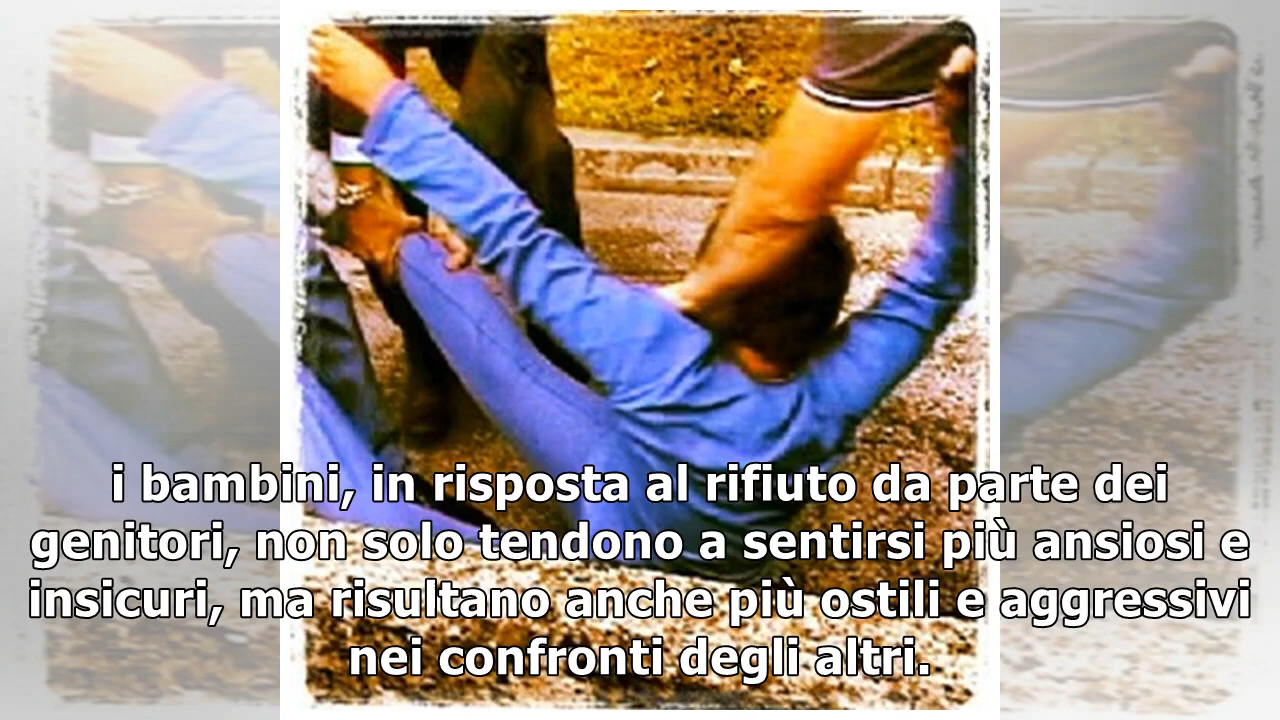 i bambini, in risposta al rifiuto da parte dei
genitori, non solo tendono a sentirsi più ansiosi e
insicuri, ma risultano anche più ostili e aggressivi
nei confronti degli altri.